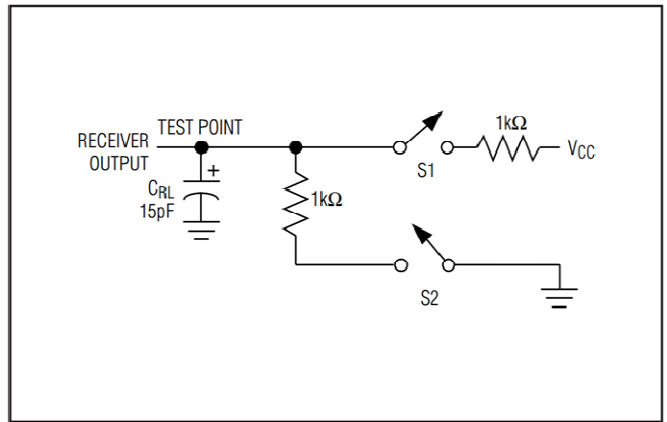 RECEIVER
OUTPUT
TEST POINT
+
CRL
15pF
1kΩ
S1
1kΩ
VCC
S2